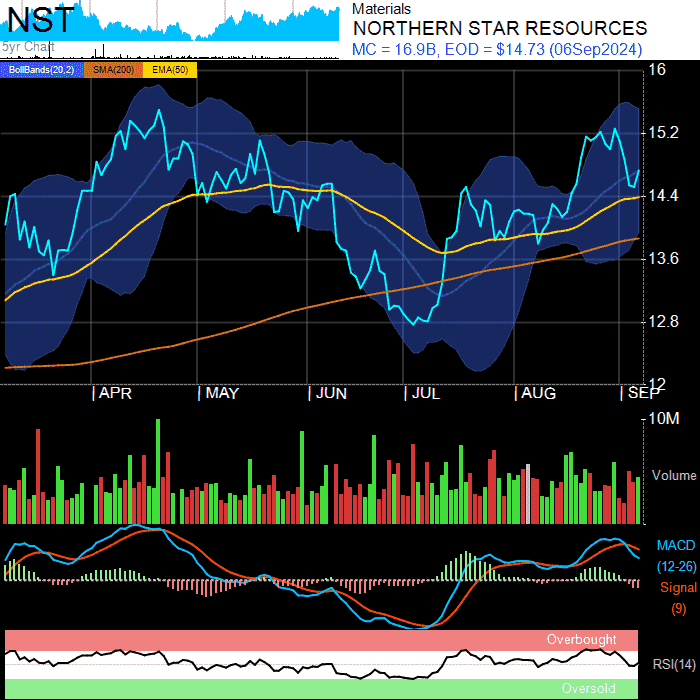 NST
5yr Chart
Materials
NORTHERN STAR RESOURCES
MC = 16.9B, EOD = $14.73 (06Sep2024)
BollBands(20,2) SMA(200) EMA(50)
16
15.2
14.4
13.6
12.8
12
APR MAY JUN JUL AUG SEP
10M
Volume
MACD
(12-26)
Signal
(9)
Overbought
RSI(14)
Oversold